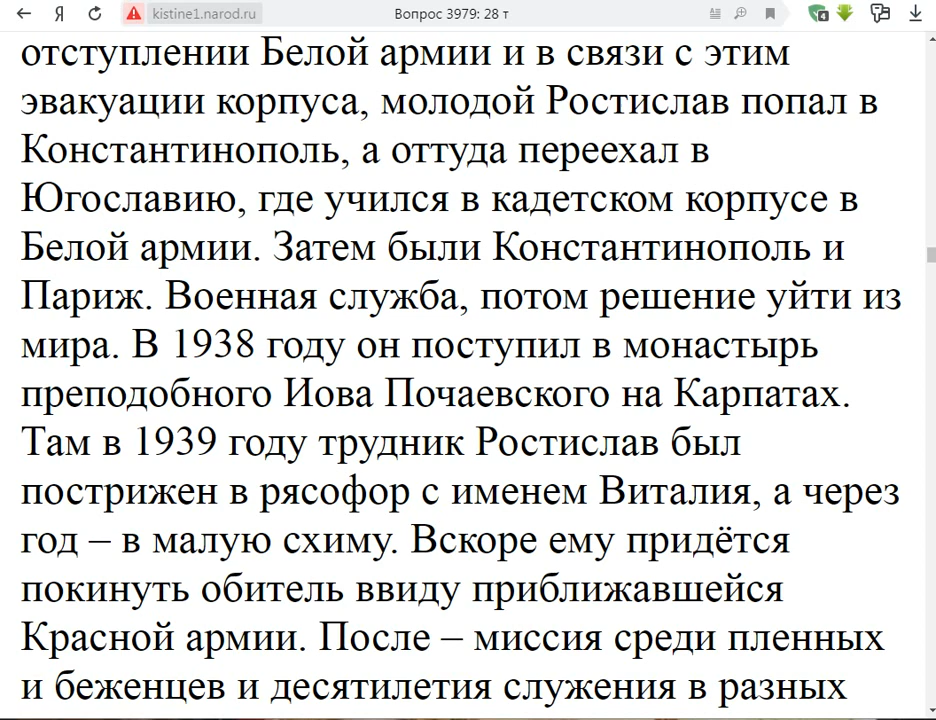 kistine1.narod.ru
Вопрос 3979: 28 т
4
отступлении Белой армии и в связи с этим
эвакуации корпуса, молодой Ростислав попал в
Константинополь, а оттуда переехал в
Югославию, где учился в кадетском корпусе в
Белой армии. Затем были Константинополь и
Париж. Военная служба, потом решение уйти из
мира. В 1938 году он поступил в монастырь
преподобного Иова Почаевского на Карпатах.
Там в 1939 году трудник Ростислав был
пострижен в рясофор с именем Виталия, а через
год – в малую схиму. Вскоре ему придётся
покинуть обитель ввиду приближавшейся
Красной армии. После – миссия среди пленных
и беженцев и десятилетия служения в разных